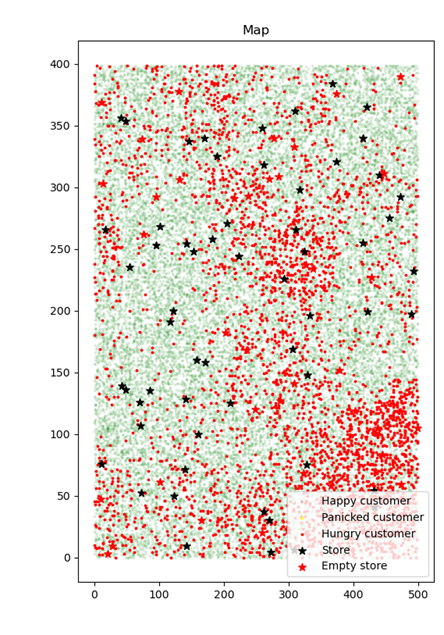 Map
400
350
300
250
200
150
100
50
0
0 100 200 300 400 500
Happy customer
Panicked customer
Hungry customer
Store
Empty store